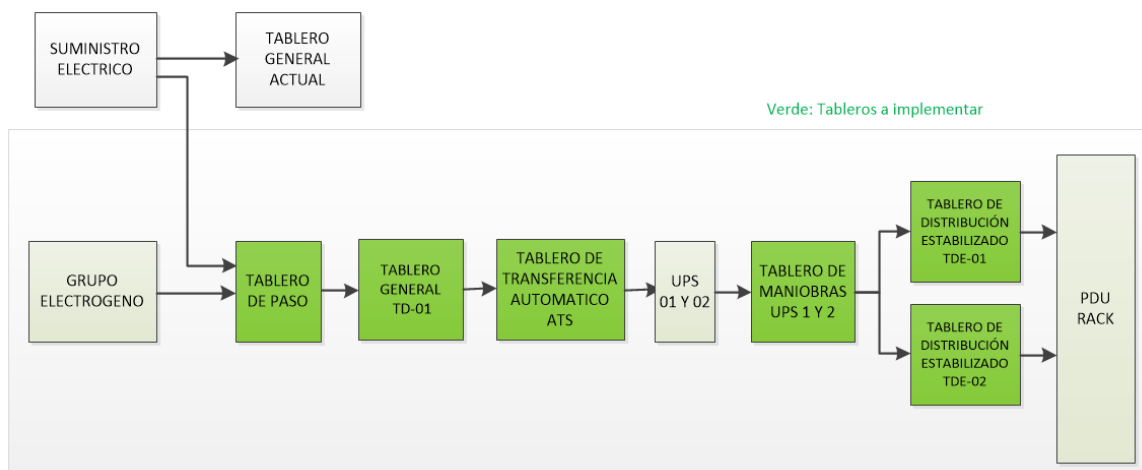 SUMINISTRO
ELECTRICO
TABLERO
GENERAL
ACTUAL
Verde: Tableros a implementar
GRUPO
ELECTROGENO
TABLERO
DE PASO
TABLERO
GENERAL
TD-01
TABLERO DE
TRANSFERENCIA
AUTOMATICO
ATS
UPS
01 Y 02
TABLERO DE
MANIOBRAS
UPS 1 Y 2
TABLERO DE
DISTRIBUCIÓN
ESTABILIZADO
TDE-01
TABLERO DE
DISTRIBUCIÓN
ESTABILIZADO
TDE-02
PDU
RACK